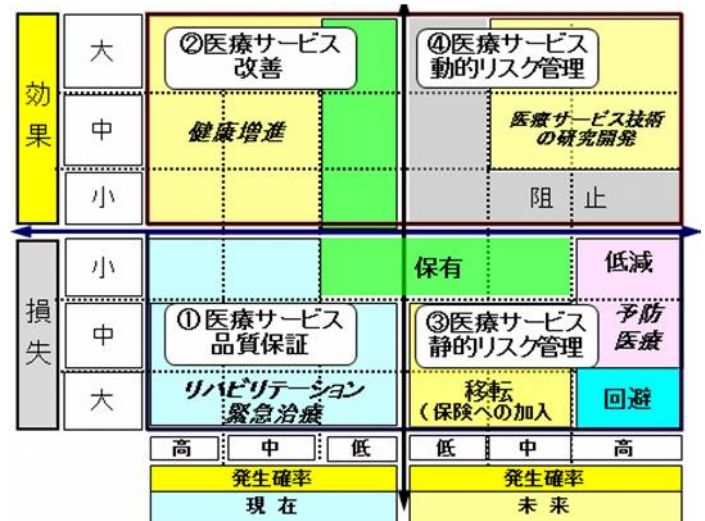 効果
大
中
小
②医療サービス
改善
健康増進
④医療サービス
動的リスク管理
医療サービス技術
の研究開発
阻 止
損失
小
中
大
保有
低減
①医療サービス
品質保証
③医療サービス
静的リスク管理
予防
医療
リハビリテーション
緊急治療
移転
(保険への加入
回避
高
中
低
低
中
高
発生確率
発生確率
現 在
未 来